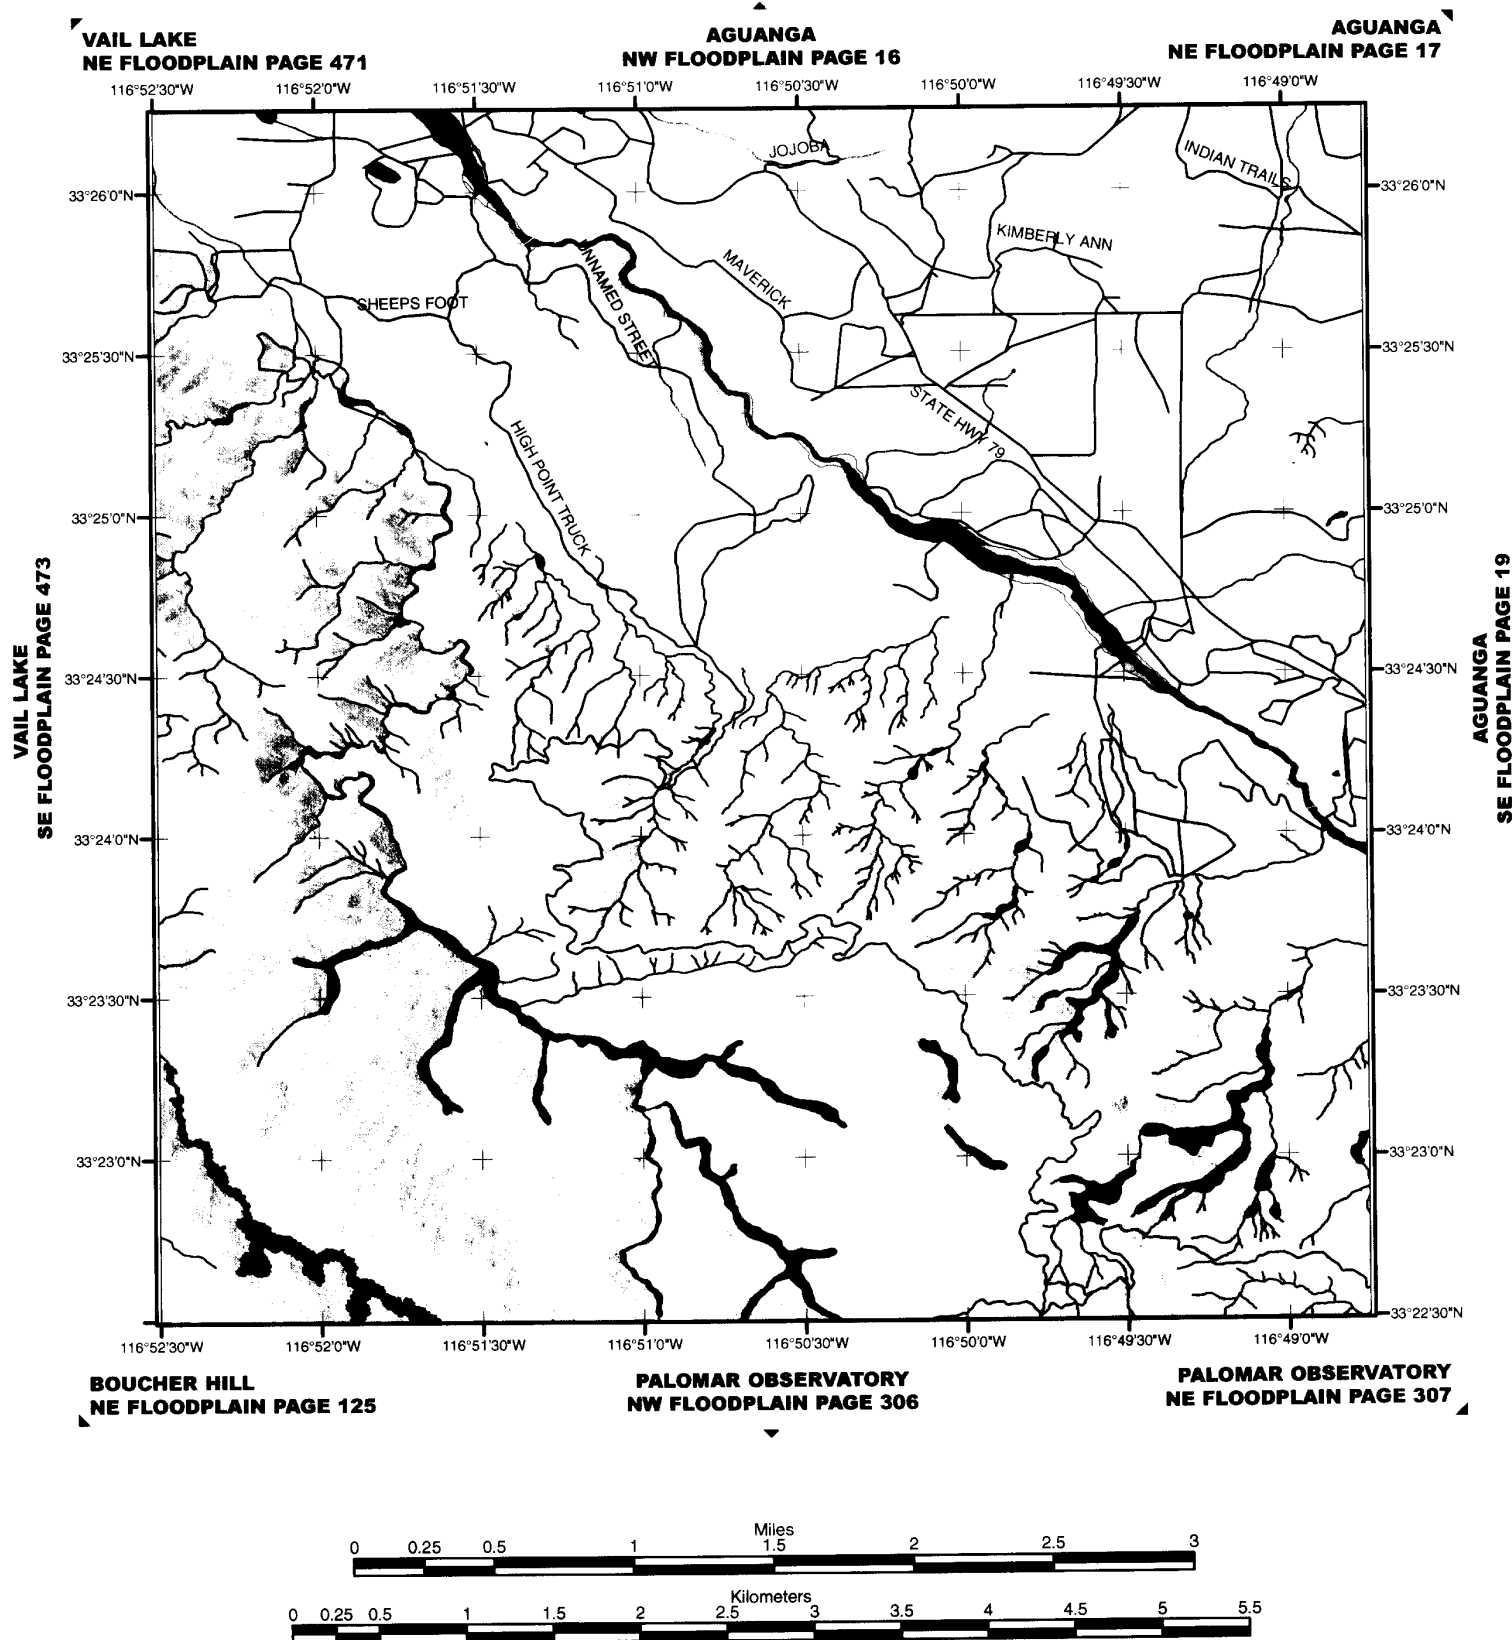 VAIL LAKE
NE FLOODPLAIN PAGE 471
AGUANGA
NW FLOODPLAIN PAGE 16
AGUANGA
NE FLOODPLAIN PAGE 17
116°52'30"W 116°52'0"W 116°51'30"W 116°51'0"W 116°50'30"W 116°50'0"W 116°49'30"W 116°49'0"W
JOJOBA
INDIAN TRAILS
33°26'0"N 33°26'0"N
KIMBERLY ANN
MAVERICK
UNNAMED STREET
SHEEPS FOOT
33°25'30"N 33°25'30"N
STATE HWY 79
HIGH POINT TRUCK
33°25'0"N 33°25'0"N
VAIL LAKE
SE FLOODPLAIN PAGE 473
AGUANGA
SE FLOODPLAIN PAGE 19
33°24'30"N 33°24'30"N
33°24'0"N 33°24'0"N
33°23'30"N 33°23'30"N
33°23'0"N 33°23'0"N
33°22'30"N
116°52'30"W 116°52'0"W 116°51'30"W 116°51'0"W 116°50'30"W 116°50'0"W 116°49'30"W 116°49'0"W
BOUCHER HILL
NE FLOODPLAIN PAGE 125
PALOMAR OBSERVATORY
NW FLOODPLAIN PAGE 306
PALOMAR OBSERVATORY
NE FLOODPLAIN PAGE 307
Miles
0 0.25 0.5 1 1.5 2 2.5 3
Kilometers
0 0.25 0.5 1 1.5 2 2.5 3 3.5 4 4.5 5 5.5